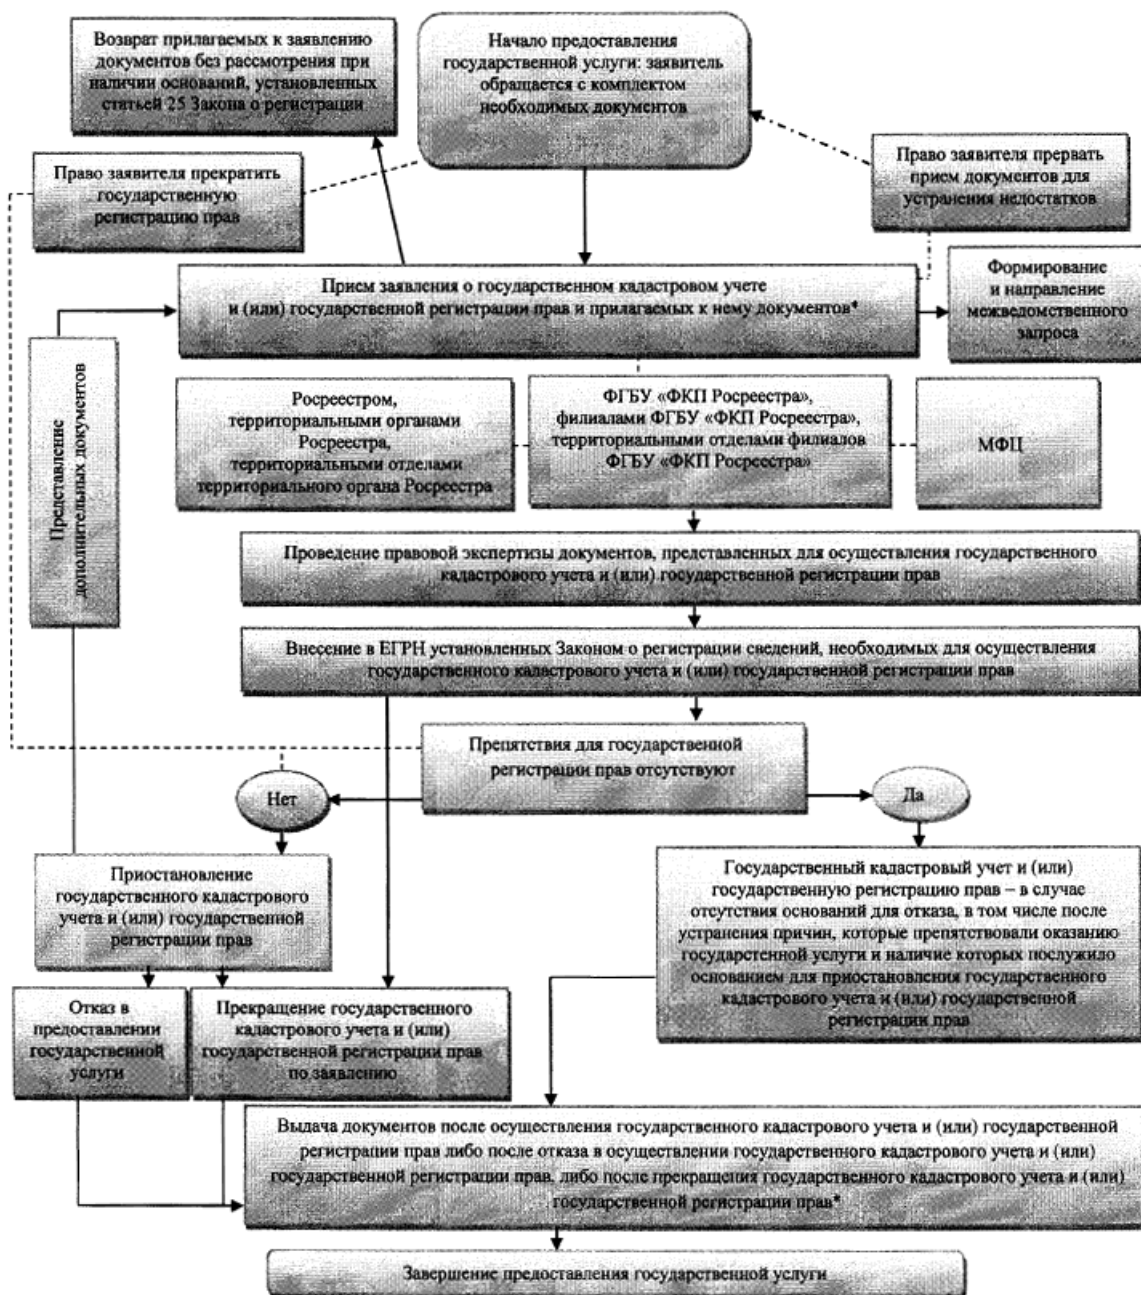 Возврат прилагаемых к заявлению
документов без рассмотрения при
наличии оснований, установленных
статьей 25 Закона о регистрации
Начало предоставления
государственной услуги: заявитель
обращается с комплектом
необходимых документов
Право заявителя прекратить
государственную
регистрацию прав
Право заявителя прервать
прием документов для
устранения недостатков
Прием заявления о государственном кадастровом учете
и (или) государственной регистрации прав и прилагаемых к нему документов*
Формирование
и направление
межведомственного
запроса
Представление
дополнительных документов
Росреестром,
территориальными органами
Росреестра,
территориальными отделами
территориального органа Росреестра
ФГБУ «ФКП Росреестра»,
филиалами ФГБУ «ФКП Росреестра»,
территориальными отделами филиалов
ФГБУ «ФКП Росреестра»
МФЦ
Проведение правовой экспертизы документов, представленных для осуществления государственного
кадастрового учета и (или) государственной регистрации прав
Внесение в ЕГРН установленных Законом о регистрации сведений, необходимых для осуществления
государственного кадастрового учета и (или) государственной регистрации прав
Препятствия для государственной
регистрации прав отсутствуют
Нет
Да
Приостановление
государственного кадастрового
учета и (или) государственной
регистрации прав
Государственный кадастровый учет и (или)
государственную регистрацию прав – в случае
отсутствия оснований для отказа, в том числе после
устранения причин, которые препятствовали оказанию
государстенной услуги и наличие которых послужило
основанием для приостановления государственного
кадастрового учета и (или) государственной
регистрации прав
Отказ в
предоставлении
государственной
услуги
Прекращение государственного
кадастрового учета и (или)
государственной регистрации прав
по заявлению
Выдача документов после осуществления государственного кадастрового учета и (или) государственной
регистрации прав либо после отказа в осуществлении государственного кадастрового учета и (или)
государственной регистрации прав, либо после прекращения государственного кадастрового учета и (или)
государственной регистрации прав*
Завершение предоставления государственной услуги